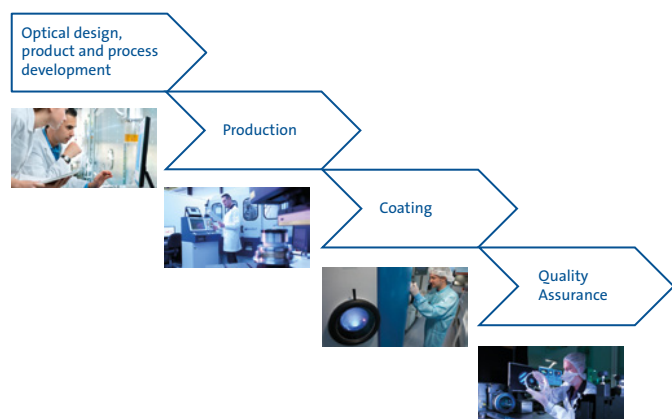 Optical design,
product and process
development
Production
Coating
Quality
Assurance